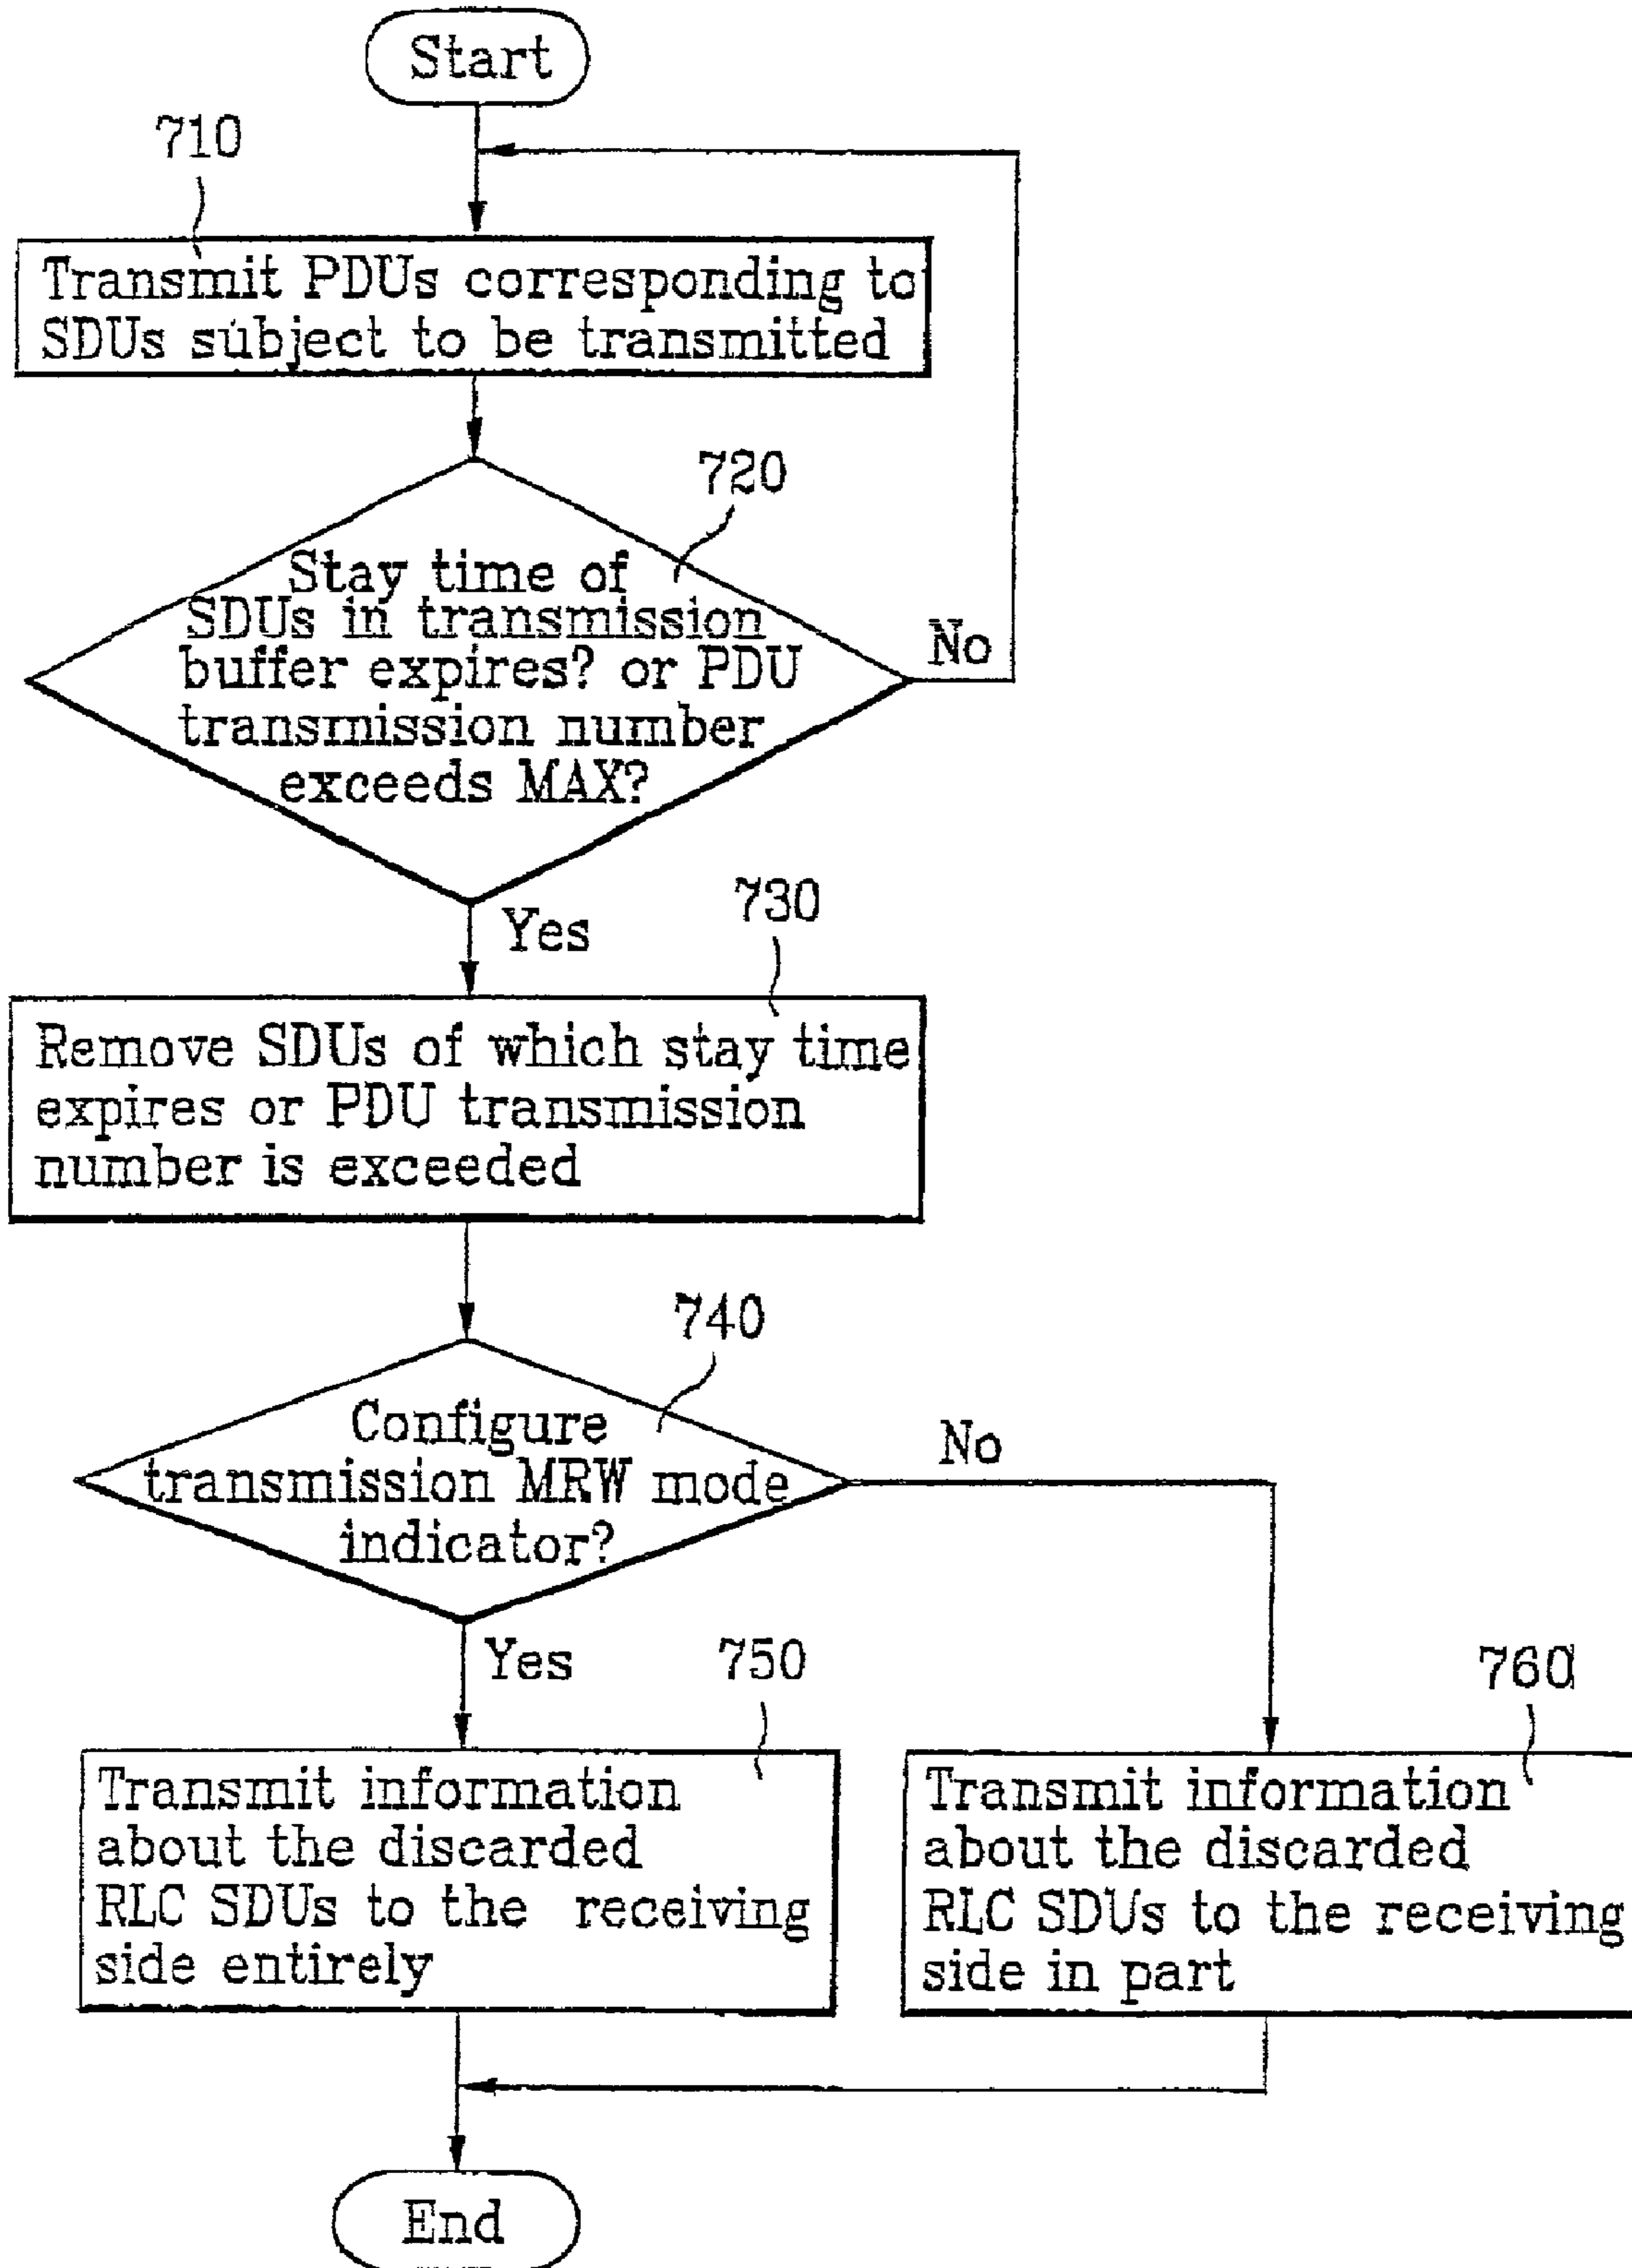 Start
710
Transmit PDUs corresponding to
SDUs subject to be transmitted
720
Stay time of
SDUs in transmission
buffer expires? or PDU
transmission number
exceeds MAX?
No
Yes
730
Remove SDUs of which stay time
expires or PDU transmission
number is exceeded
740
Configure
transmission MRW mode
indicator?
No
Yes
750
Transmit information
about the discarded
RLC SDUs to the receiving
side entirely
760
Transmit information
about the discarded
RLC SDUs to the receiving
side in part
End